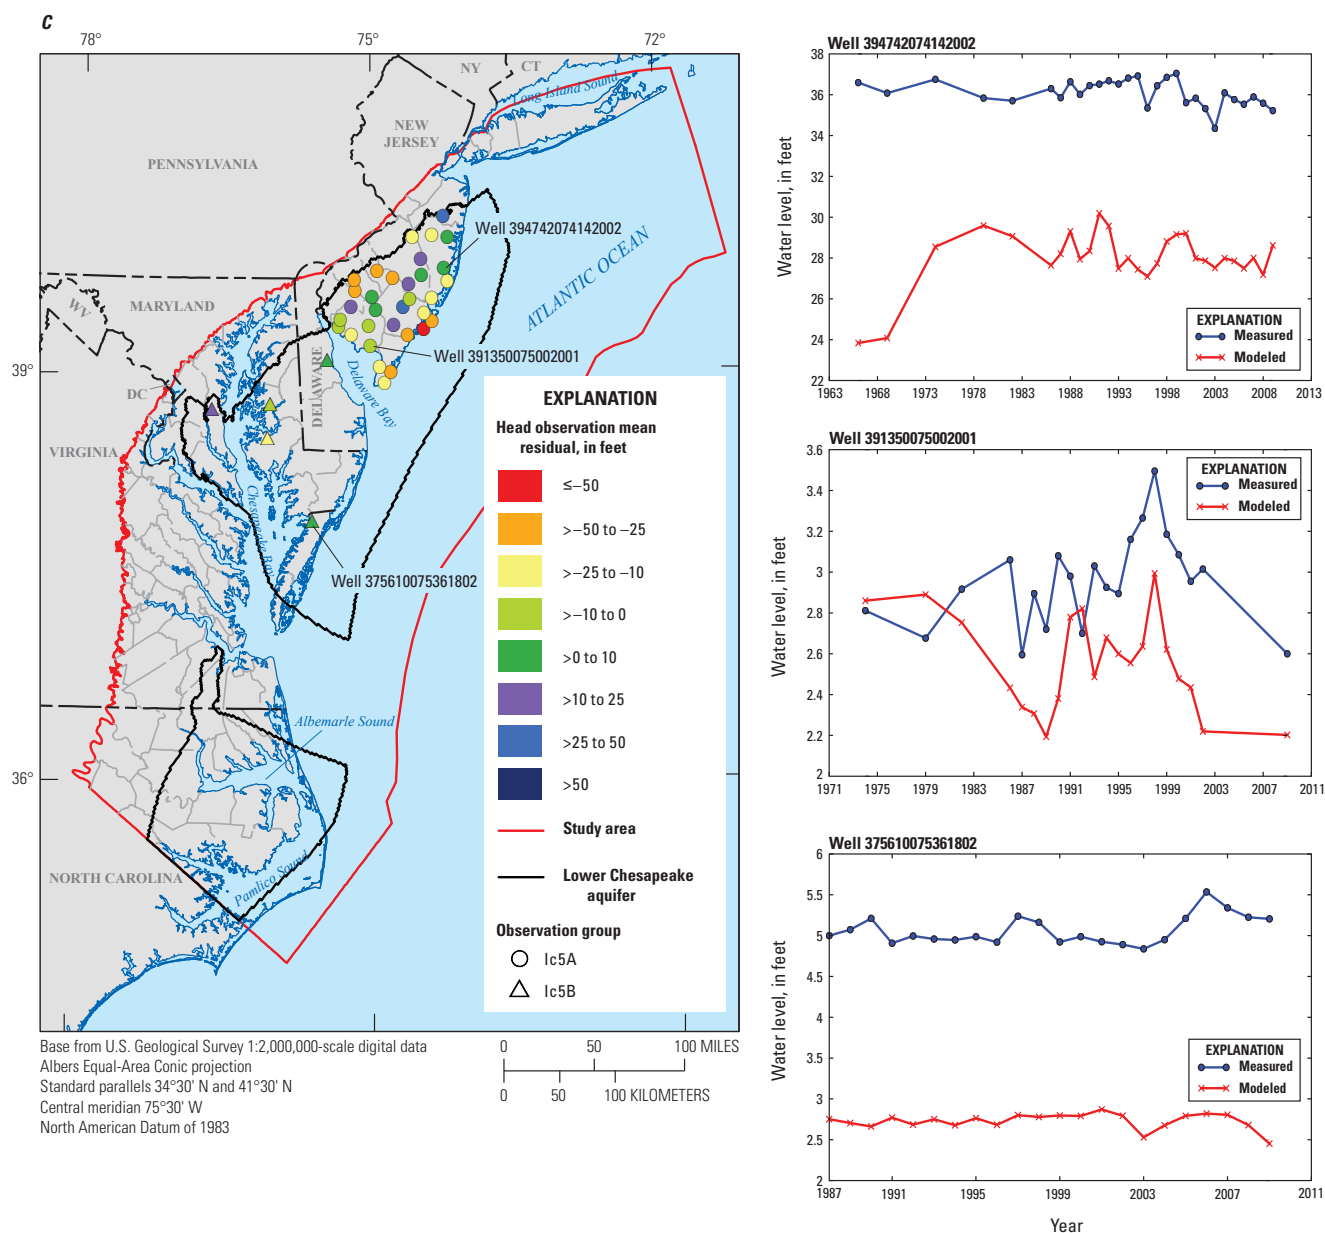 C
78°
75°
72°
39°
36°
NY
CT
Long Island Sound
NEW
JERSEY
PENNSYLVANIA
Well 394742074142002
ATLANTIC OCEAN
MARYLAND
WV
DC
DELAWARE
Delaware Bay
Well 391350075002001
VIRGINIA
Chesapeake Bay
Well 375610075361802
Albemarle Sound
NORTH CAROLINA
Pamlico Sound
EXPLANATION
Head observation mean
residual, in feet
≤–50
>–50 to –25
>–25 to –10
>–10 to 0
>0 to 10
>10 to 25
>25 to 50
>50
Study area
Lower Chesapeake
aquifer
Observation group
Ic5A
Ic5B
Base from U.S. Geological Survey 1:2,000,000-scale digital data
Albers Equal-Area Conic projection
Standard parallels 34°30' N and 41°30' N
Central meridian 75°30' W
North American Datum of 1983
0 50 100 MILES
0 50 100 KILOMETERS
Well 394742074142002
Water level, in feet
38
36
34
32
30
28
26
24
22
1963 1968 1973 1978 1983 1988 1993 1998 2003 2008 2013
EXPLANATION
Measured
Modeled
Well 391350075002001
Water level, in feet
3.6
3.4
3.2
3
2.8
2.6
2.4
2.2
2
1971 1975 1979 1983 1987 1991 1995 1999 2003 2007 2011
EXPLANATION
Measured
Modeled
Well 375610075361802
Water level, in feet
6
5.5
5
4.5
4
3.5
3
2.5
2
1987 1991 1995 1999 2003 2007 2011
EXPLANATION
Measured
Modeled
Year